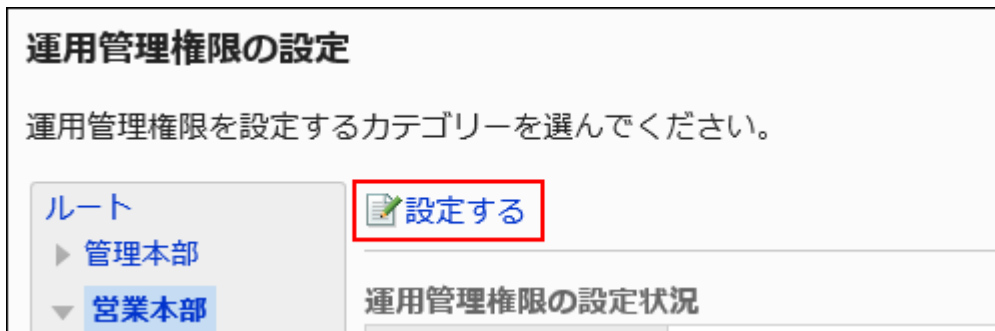 運用管理権限の設定
運用管理権限を設定するカテゴリーを選んでください。
ルート
設定する
管理本部
営業本部
運用管理権限の設定状況